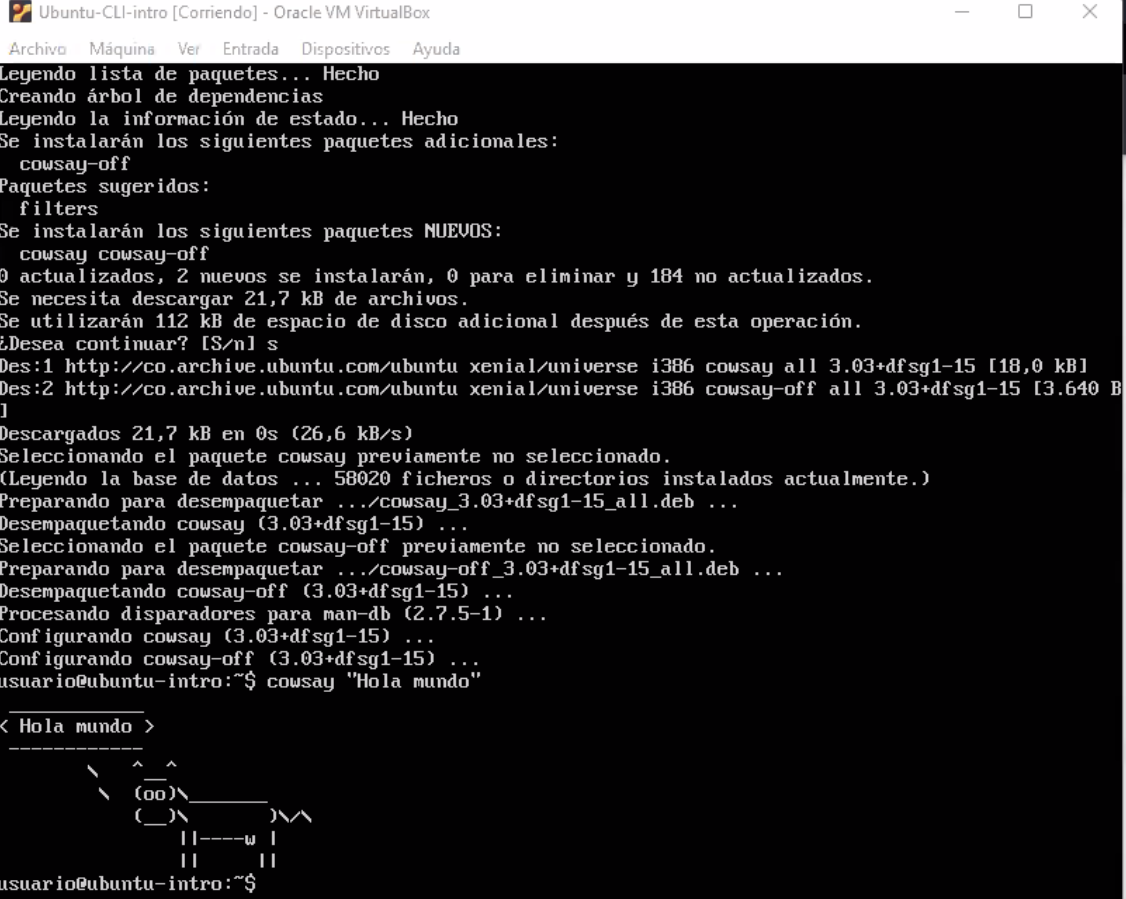 Ubuntu-CLI-intro [Corriendo] - Oracle VM VirtualBox
Archivo Máquina Ver Entrada Dispositivos Ayuda
Leyendo lista de paquetes... Hecho
Creando árbol de dependencias
Leyendo la información de estado... Hecho
Se instalarán los siguientes paquetes adicionales:
  cowsay-off
Paquetes sugeridos:
  filters
Se instalarán los siguientes paquetes NUEVOS:
  cowsay cowsay-off
0 actualizados, 2 nuevos se instalarán, 0 para eliminar y 184 no actualizados.
Se necesita descargar 21,7 kB de archivos.
Se utilizarán 112 kB de espacio de disco adicional después de esta operación.
¿Desea continuar? [S/n] s
Des:1 http://co.archive.ubuntu.com/ubuntu xenial/universe i386 cowsay all 3.03+dfsg1-15 [18,0 kB]
Des:2 http://co.archive.ubuntu.com/ubuntu xenial/universe i386 cowsay-off all 3.03+dfsg1-15 [3.640 B
]
Descargados 21,7 kB en 0s (26,6 kB/s)
Seleccionando el paquete cowsay previamente no seleccionado.
(Leyendo la base de datos ... 58020 ficheros o directorios instalados actualmente.)
Preparando para desempaquetar .../cowsay_3.03+dfsg1-15_all.deb ...
Desempaquetando cowsay (3.03+dfsg1-15) ...
Seleccionando el paquete cowsay-off previamente no seleccionado.
Preparando para desempaquetar .../cowsay-off_3.03+dfsg1-15_all.deb ...
Desempaquetando cowsay-off (3.03+dfsg1-15) ...
Procesando disparadores para man-db (2.7.5-1) ...
Configurando cowsay (3.03+dfsg1-15) ...
Configurando cowsay-off (3.03+dfsg1-15) ...
usuario@ubuntu-intro:~$ cowsay "Hola mundo"
 ____________
< Hola mundo >
 ------------
        \   ^__^
         \  (oo)\_______
            (__)\       )\/\
                ||----w |
                ||     ||
usuario@ubuntu-intro:~$